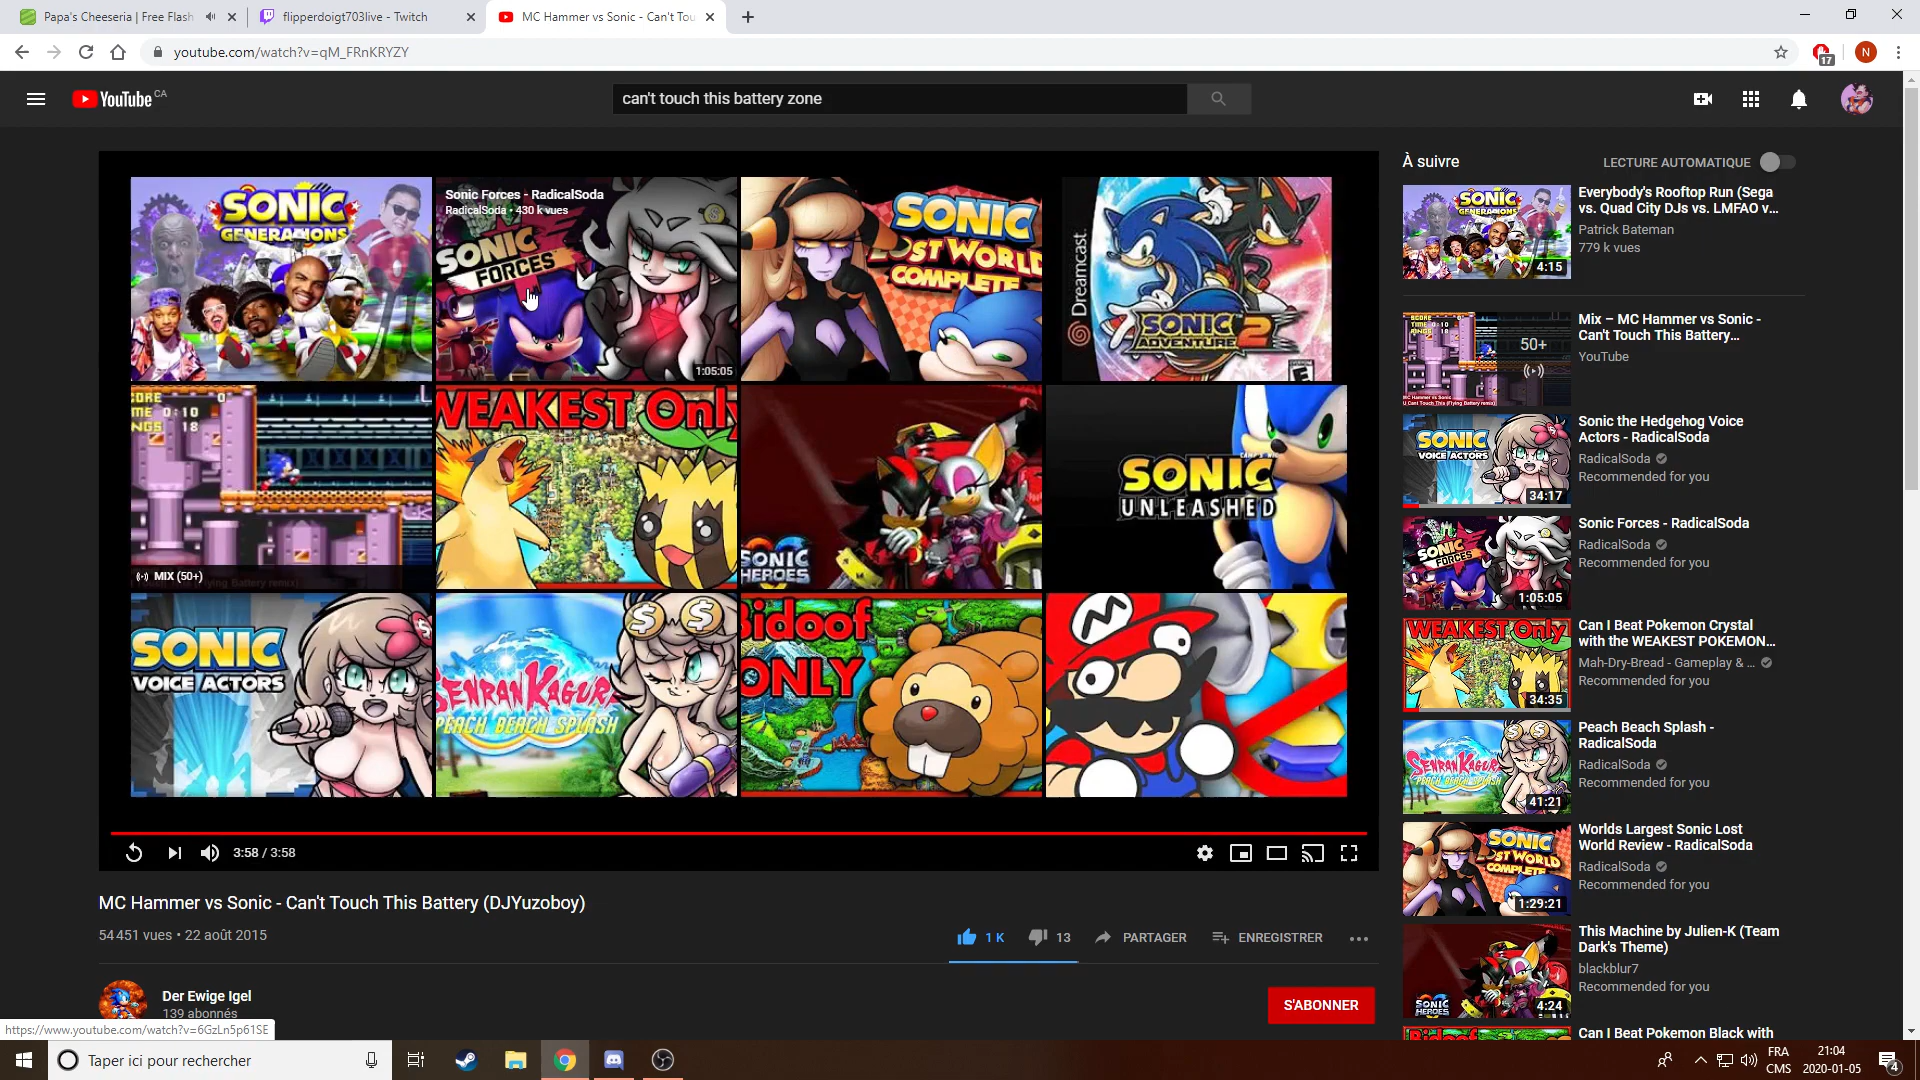 Papa's Cheeseria | Free Flash
flipperdoigt703live - Twitch
MC Hammer vs Sonic - Can't Tou
youtube.com/watch?v=qM_FRnKRYZY
17
N
YouTube CA
can't touch this battery zone
SONIC
GENERATIONS
Sonic Forces - RadicalSoda
RadicalSoda • 430 k vues
SONIC
FORCES
1:05:05
SONIC
LOST WORLD
COMPLETE
Dreamcast
SONIC
ADVENTURE 2
MIX (50+)
WEAKEST Only
SONIC
HEROES
SONIC
UNLEASHED
SONIC
VOICE ACTORS
SENRAN KAGURA
PEACH BEACH SPLASH
Bidoof
ONLY
3:58 / 3:58
MC Hammer vs Sonic - Can't Touch This Battery (DJYuzoboy)
54 451 vues • 22 août 2015
1 K
13
PARTAGER
ENREGISTRER
Der Ewige Igel
139 abonnés
S'ABONNER
https://www.youtube.com/watch?v=6GzLn5p61SE
À suivre
LECTURE AUTOMATIQUE
Everybody's Rooftop Run (Sega
vs. Quad City DJs vs. LMFAO v...
Patrick Bateman
779 k vues
4:15
Mix – MC Hammer vs Sonic -
Can't Touch This Battery...
YouTube
50+
Sonic the Hedgehog Voice
Actors - RadicalSoda
RadicalSoda
Recommended for you
34:17
Sonic Forces - RadicalSoda
RadicalSoda
Recommended for you
1:05:05
Can I Beat Pokemon Crystal
with the WEAKEST POKEMON...
Mah-Dry-Bread - Gameplay & ...
Recommended for you
34:35
Peach Beach Splash -
RadicalSoda
RadicalSoda
Recommended for you
41:21
Worlds Largest Sonic Lost
World Review - RadicalSoda
RadicalSoda
Recommended for you
1:29:21
This Machine by Julien-K (Team
Dark's Theme)
blackblur7
Recommended for you
4:24
Can I Beat Pokemon Black with
Taper ici pour rechercher
FRA
CMS
21:04
2020-01-05
4